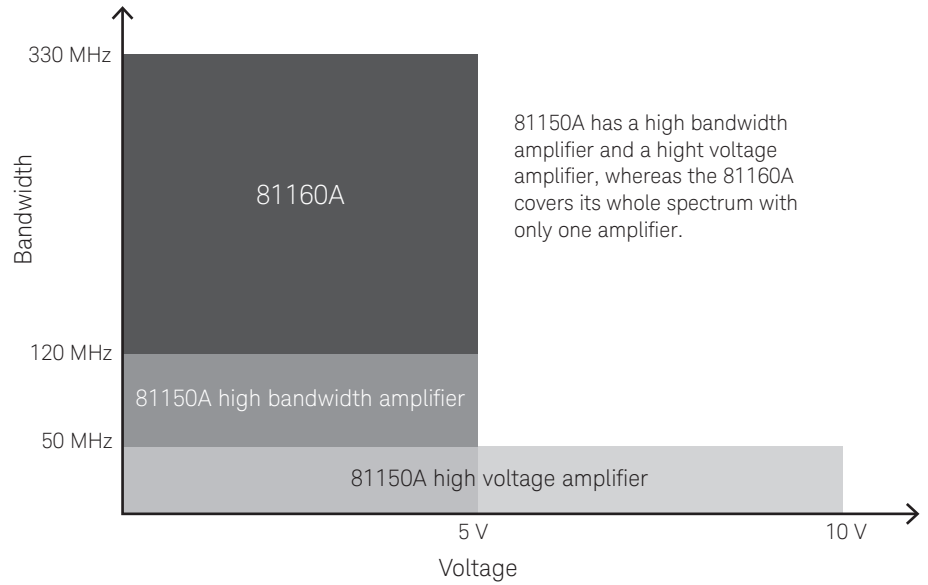 330 MHz
81150A has a high bandwidth
amplifier and a hight voltage
amplifier, whereas the 81160A
covers its whole spectrum with
only one amplifier.
Bandwidth
81160A
120 MHz
81150A high bandwidth amplifier
50 MHz
81150A high voltage amplifier
5 V
10 V
Voltage